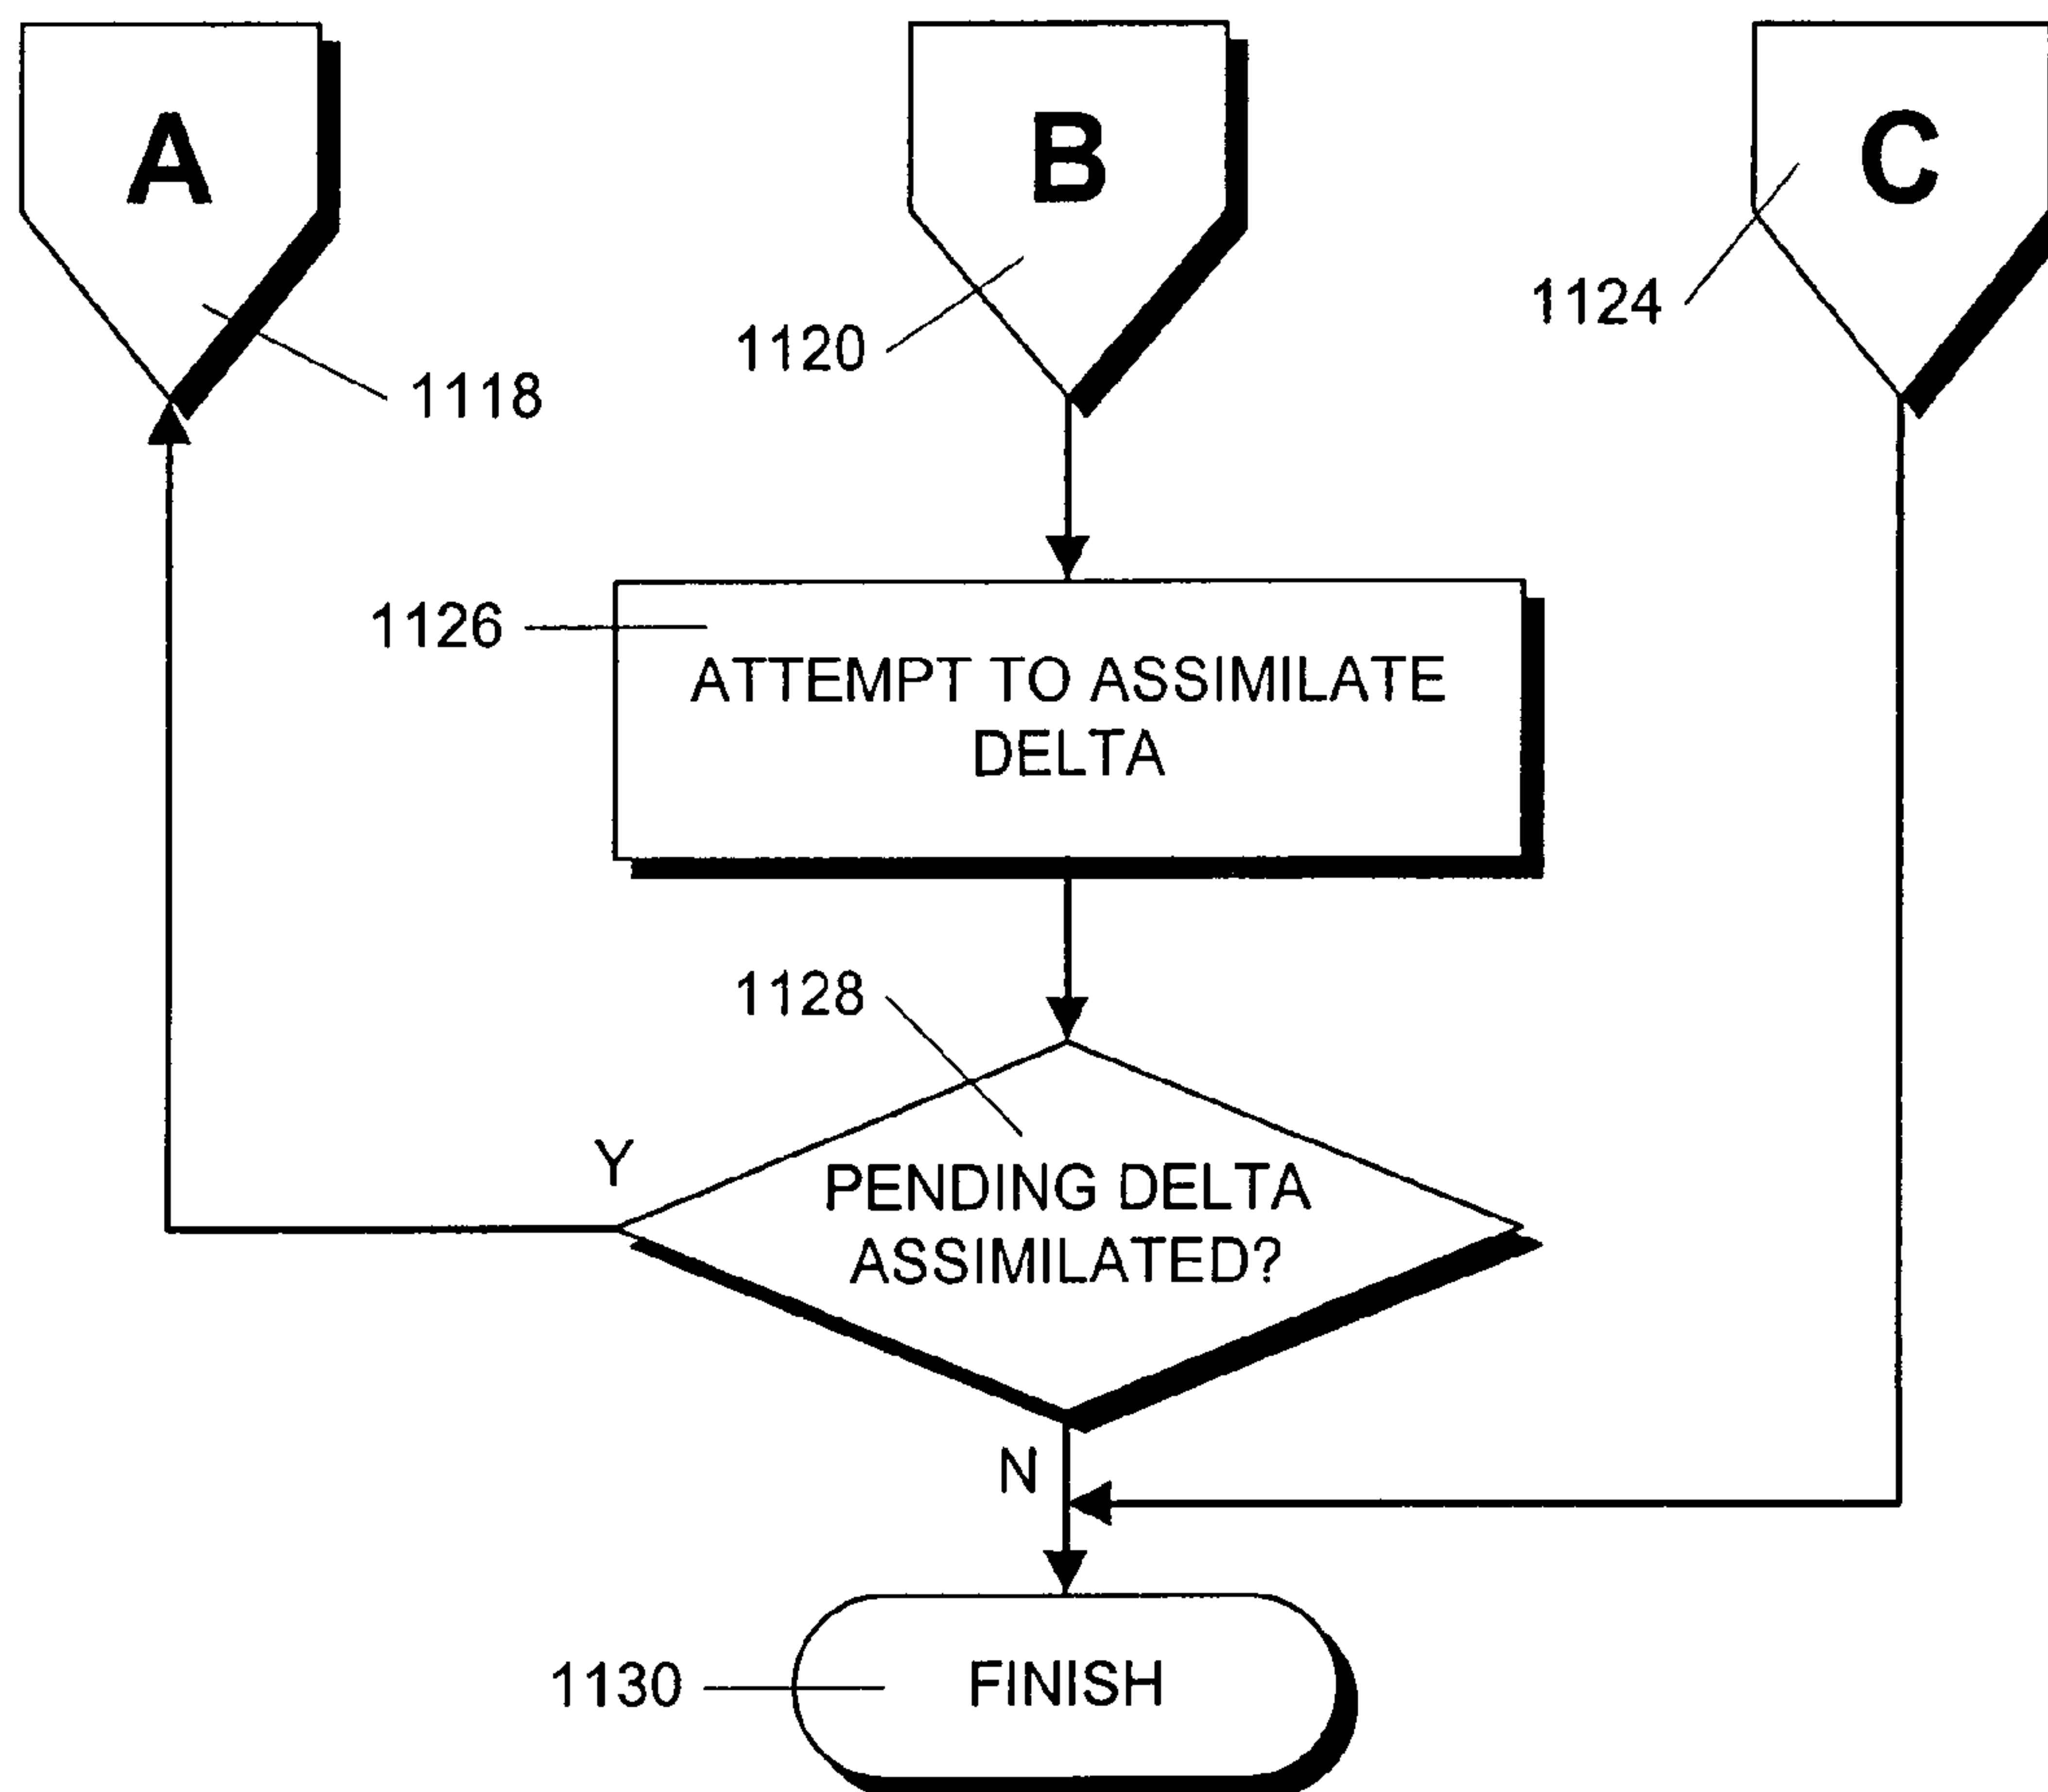 A
B
C
1118
1120
1124
1126
ATTEMPT TO ASSIMILATE
DELTA
1128
Y
PENDING DELTA
ASSIMILATED?
N
1130
FINISH